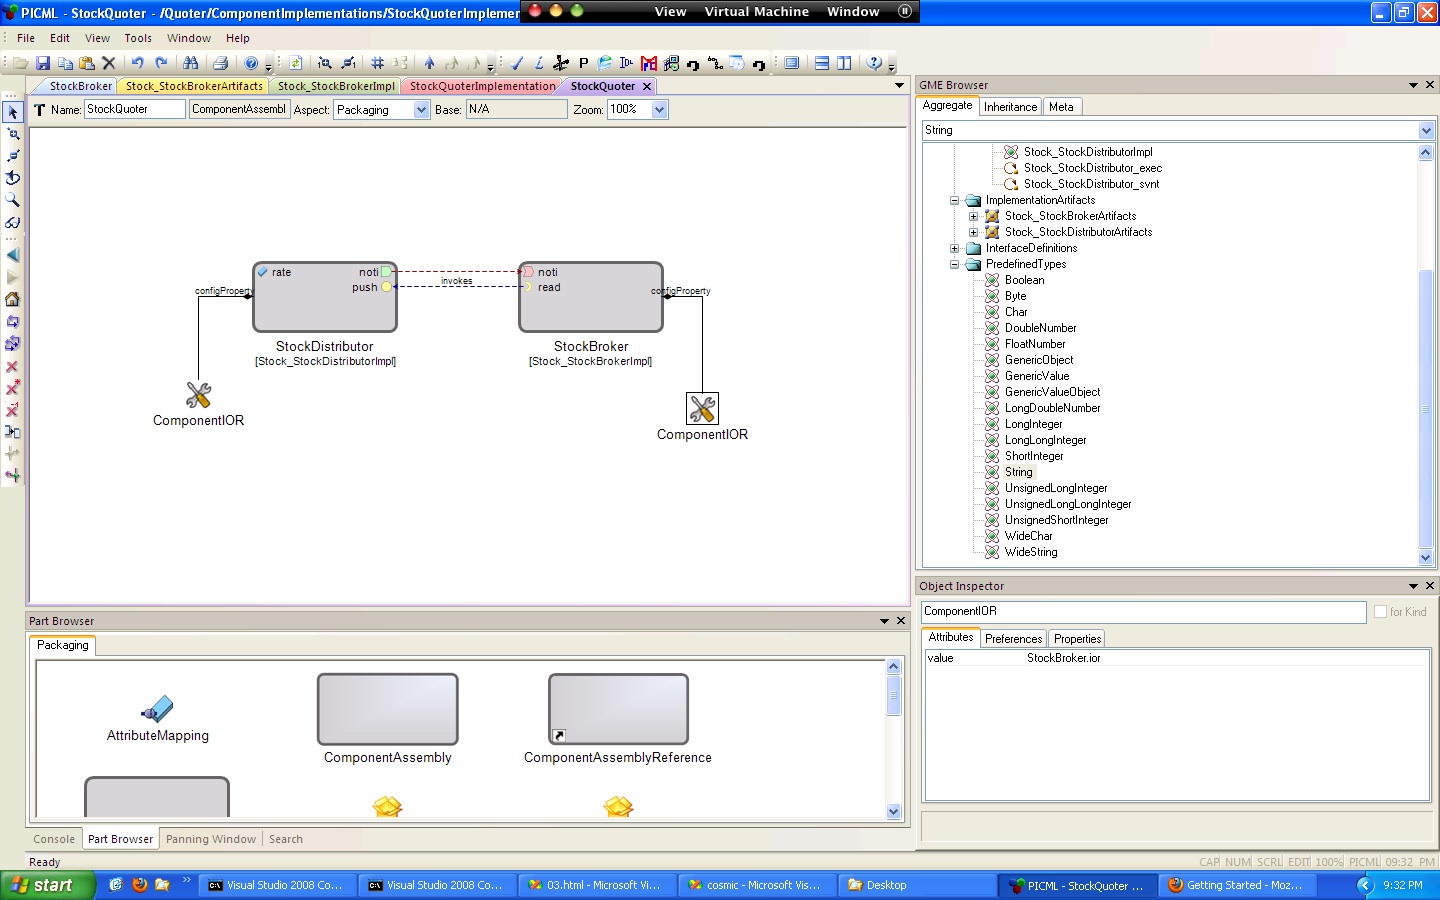 PICML - StockQuoter - /Quoter/ComponentImplementations/StockQuoterImplemer
View Virtual Machine Window
File Edit View Tools Window Help
StockBroker Stock_StockBrokerArtifacts Stock_StockBrokerImpl StockQuoterImplementation StockQuoter
Name: StockQuoter ComponentAssembl Aspect: Packaging Base: N/A Zoom: 100%
rate noti
push
invokes
noti
read
configProperty
configProperty
StockDistributor
[Stock_StockDistributorImpl]
StockBroker
[Stock_StockBrokerImpl]
ComponentIOR
ComponentIOR
GME Browser
Aggregate Inheritance Meta
String
Stock_StockDistributorImpl
Stock_StockDistributor_exec
Stock_StockDistributor_svnt
ImplementationArtifacts
Stock_StockBrokerArtifacts
Stock_StockDistributorArtifacts
InterfaceDefinitions
PredefinedTypes
Boolean
Byte
Char
DoubleNumber
FloatNumber
GenericObject
GenericValue
GenericValueObject
LongDoubleNumber
LongInteger
LongLongInteger
ShortInteger
String
UnsignedLongInteger
UnsignedLongLongInteger
UnsignedShortInteger
WideChar
WideString
Object Inspector
ComponentIOR for Kind
Attributes Preferences Properties
value StockBroker.ior
Part Browser
Packaging
AttributeMapping
ComponentAssembly
ComponentAssemblyReference
Console Part Browser Panning Window Search
Ready
CAP NUM SCRL EDIT 100% PICML 09:32 PM
start
Visual Studio 2008 Co...
Visual Studio 2008 Co...
03.html - Microsoft Vi...
cosmic - Microsoft Vis...
Desktop
PICML - StockQuoter ...
Getting Started - Moz...
9:32 PM